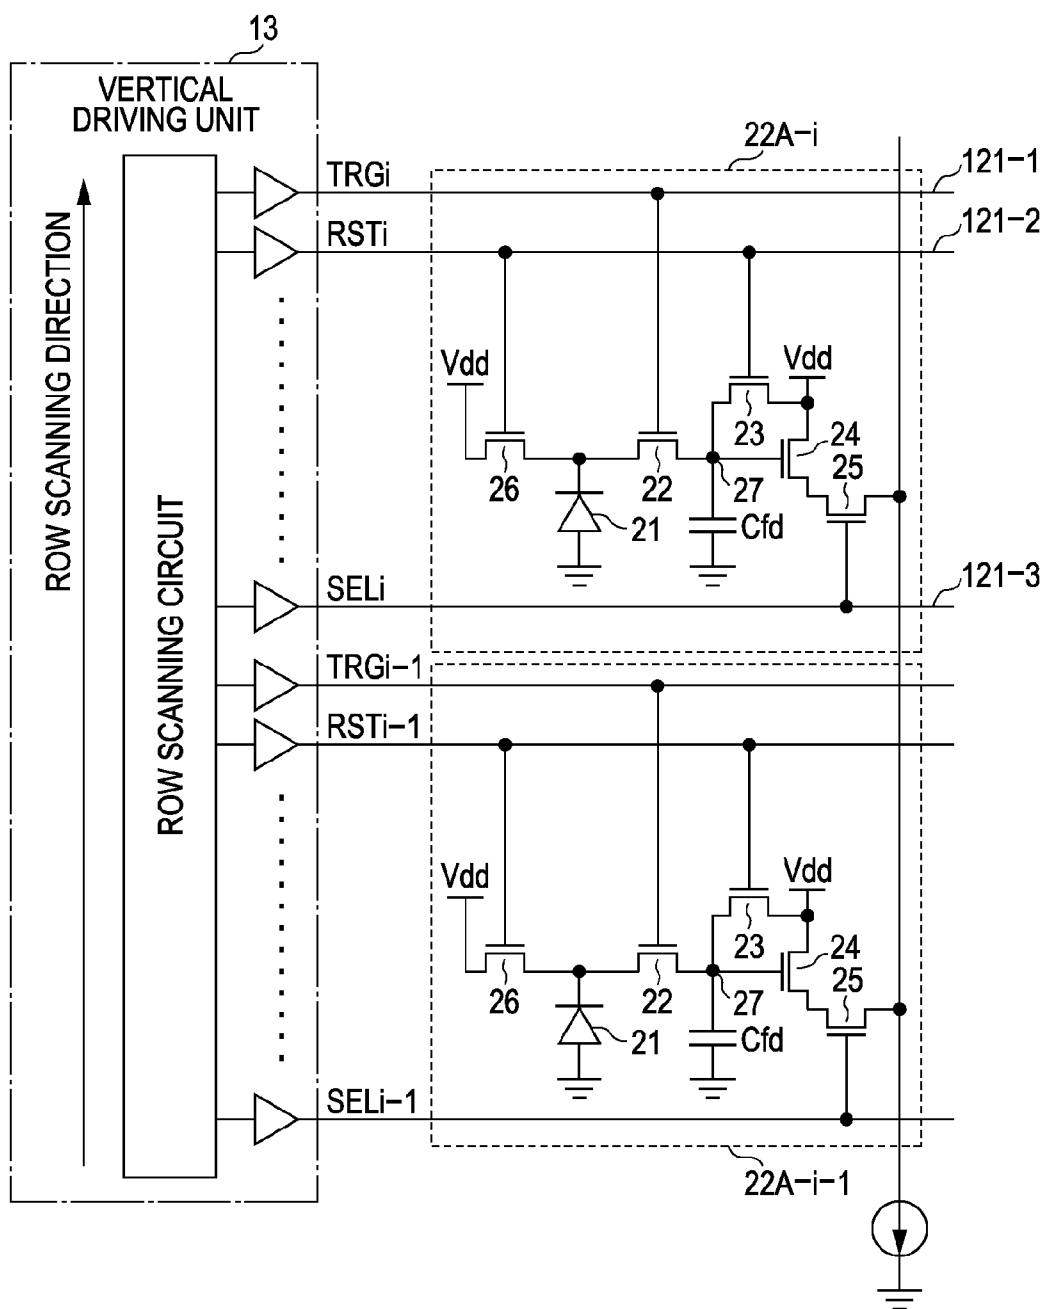 13
VERTICAL
DRIVING UNIT
ROW SCANNING DIRECTION
ROW SCANNING CIRCUIT
22A-i
TRGi
121-1
RSTi
121-2
Vdd
Vdd
23
24
25
26
22
27
21
Cfd
SELi
121-3
TRGi-1
RSTi-1
Vdd
Vdd
23
24
25
26
22
27
21
Cfd
SELi-1
22A-i-1